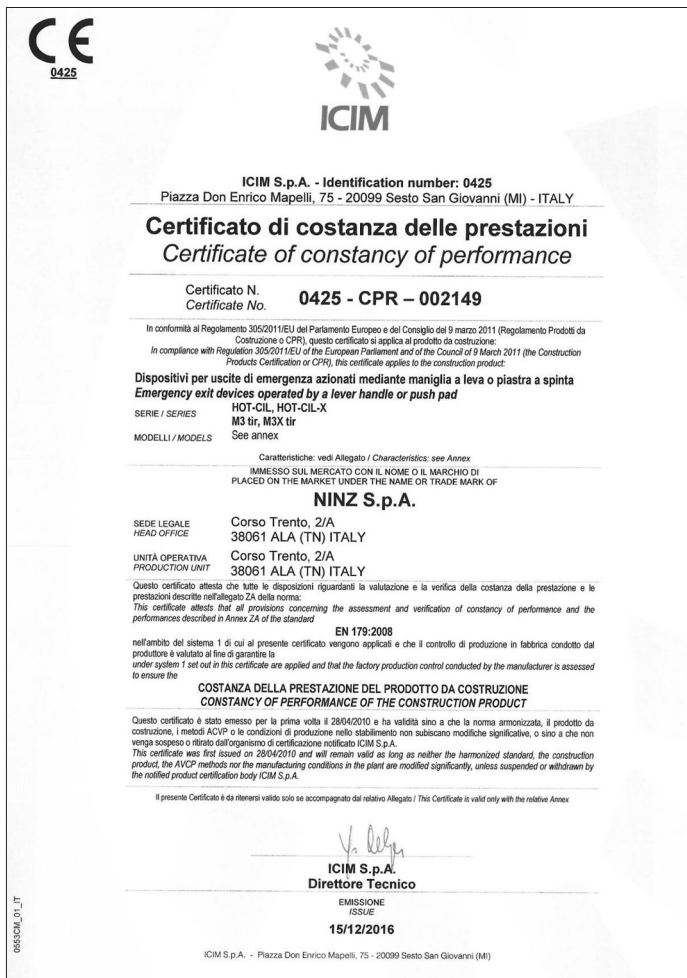 CE
0425
ICIM
ICIM S.p.A. - Identification number: 0425
Piazza Don Enrico Mapelli, 75 - 20099 Sesto San Giovanni (MI) - ITALY
Certificato di costanza delle prestazioni
Certificate of constancy of performance
Certificato N.
Certificate No.
0425 - CPR – 002149
In conformità al Regolamento 305/2011/EU del Parlamento Europeo e del Consiglio del 9 marzo 2011 (Regolamento Prodotti da
Costruzione o CPR), questo certificato si applica al prodotto da costruzione:
In compliance with Regulation 305/2011/EU of the European Parliament and of the Council of 9 March 2011 (the Construction
Products Certification or CPR), this certificate applies to the construction product:
Dispositivi per uscite di emergenza azionati mediante maniglia a leva o piastra a spinta
Emergency exit devices operated by a lever handle or push pad
SERIE / SERIES
HOT-CIL, HOT-CIL-X
M3 tir, M3X tir
MODELLI / MODELS
See annex
Caratteristiche: vedi Allegato / Characteristics: see Annex
IMMESSO SUL MERCATO CON IL NOME O IL MARCHIO DI
PLACED ON THE MARKET UNDER THE NAME OR TRADE MARK OF
NINZ S.p.A.
SEDE LEGALE
HEAD OFFICE
Corso Trento, 2/A
38061 ALA (TN) ITALY
UNITÀ OPERATIVA
PRODUCTION UNIT
Corso Trento, 2/A
38061 ALA (TN) ITALY
Questo certificato attesta che tutte le disposizioni riguardanti la valutazione e la verifica della costanza della prestazione e le
prestazioni descritte nell'allegato ZA della norma:
This certificate attests that all provisions concerning the assessment and verification of constancy of performance and the
performances described in Annex ZA of the standard
EN 179:2008
nell'ambito del sistema 1 di cui al presente certificato vengono applicati e che il controllo di produzione in fabbrica condotto dal
produttore è valutato al fine di garantire la
under system 1 set out in this certificate are applied and that the factory production control conducted by the manufacturer is assessed
to ensure the
COSTANZA DELLA PRESTAZIONE DEL PRODOTTO DA COSTRUZIONE
CONSTANCY OF PERFORMANCE OF THE CONSTRUCTION PRODUCT
Questo certificato è stato emesso per la prima volta il 28/04/2010 e ha validità sino a che la norma armonizzata, il prodotto da
costruzione, i metodi ACVP o le condizioni di produzione nello stabilimento non subiscano modifiche significative, o sino a che non
venga sospeso o ritirato dall'organismo di certificazione notificato ICIM S.p.A.
This certificate was first issued on 28/04/2010 and will remain valid as long as neither the harmonized standard, the construction
product, the AVCP methods nor the manufacturing conditions in the plant are modified significantly, unless suspended or withdrawn by
the notified product certification body ICIM S.p.A.
Il presente Certificato è da ritenersi valido solo se accompagnato dal relativo Allegato / This Certificate is valid only with the relative Annex
ICIM S.p.A.
Direttore Tecnico
EMISSIONE
ISSUE
15/12/2016
0553CM_01_IT
ICIM S.p.A. - Piazza Don Enrico Mapelli, 75 - 20099 Sesto San Giovanni (MI)